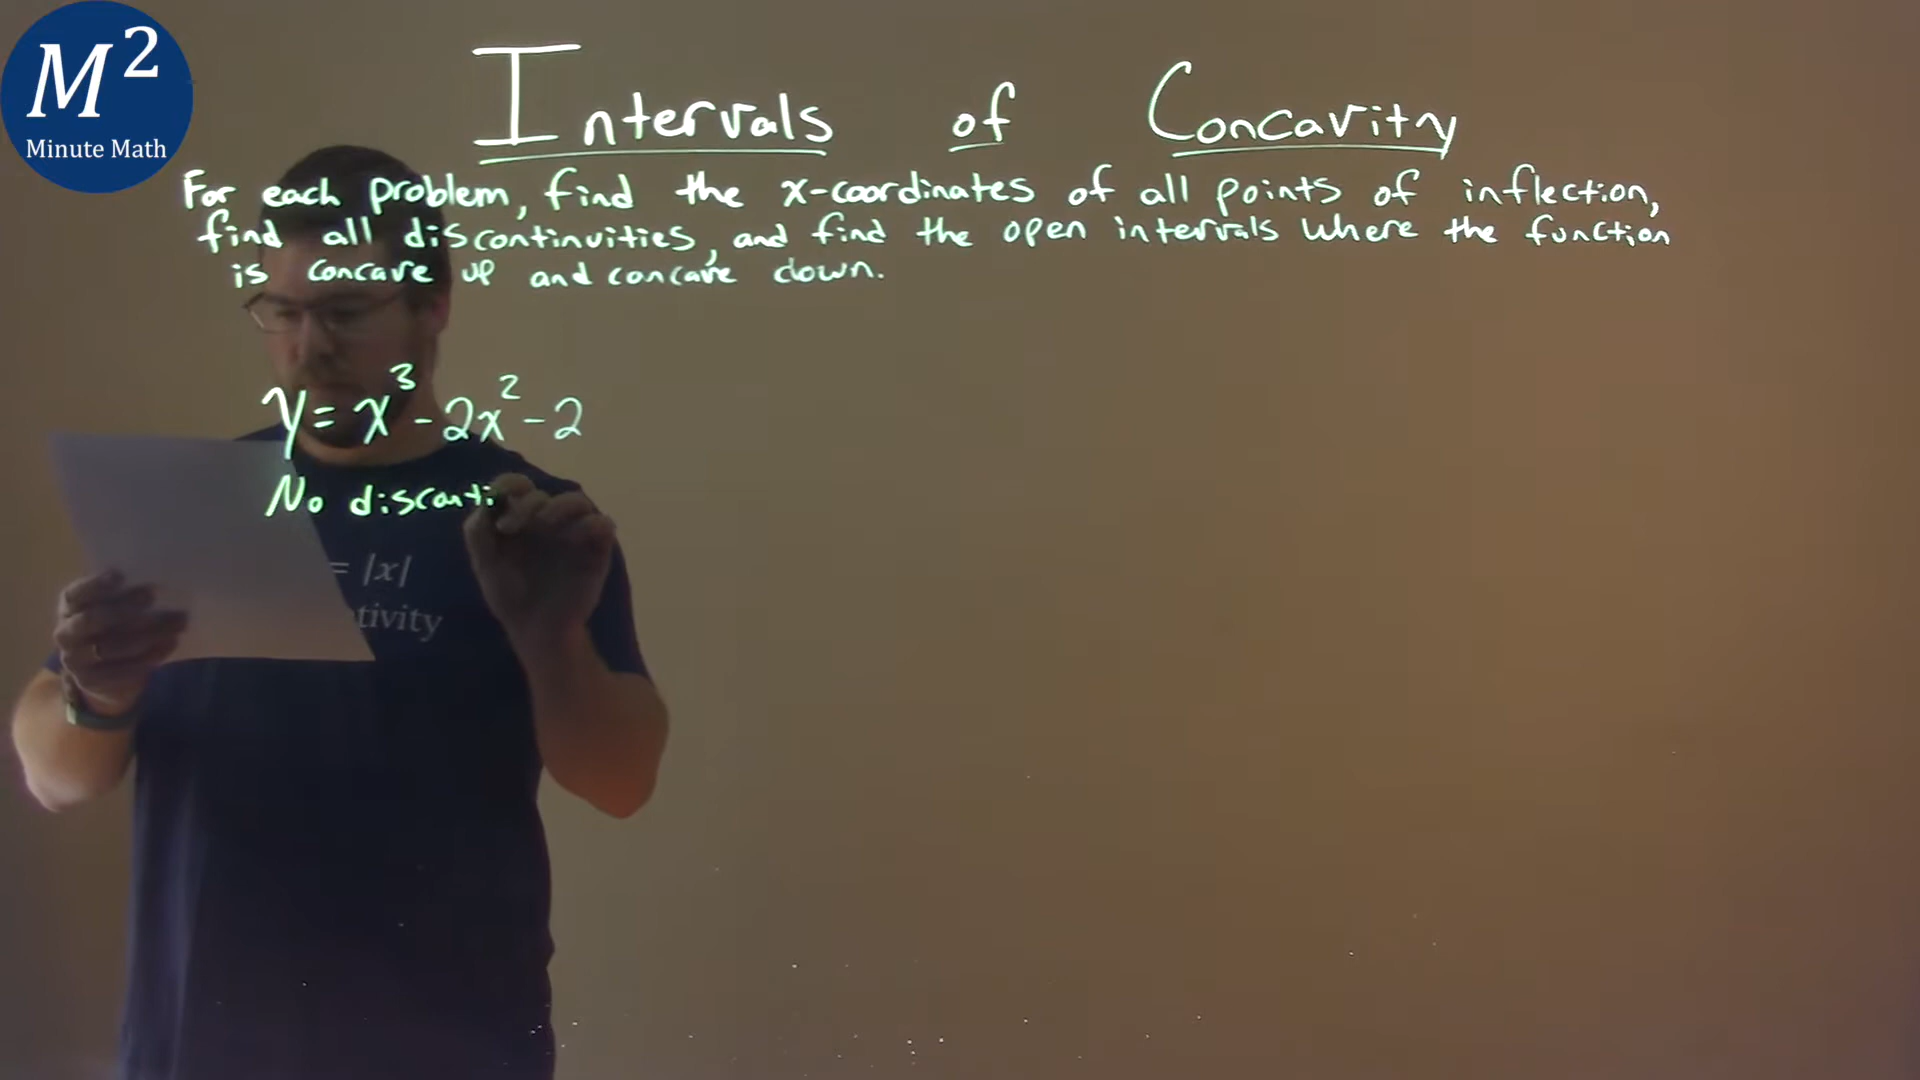 M²
Minute Math
Intervals of Concavity
For each problem, find the x-coordinates of all points of inflection,
find all discontinuities, and find the open intervals where the function
is concave up and concave down.
y = x³ - 2x² - 2
No disconti
= |x|
tivity